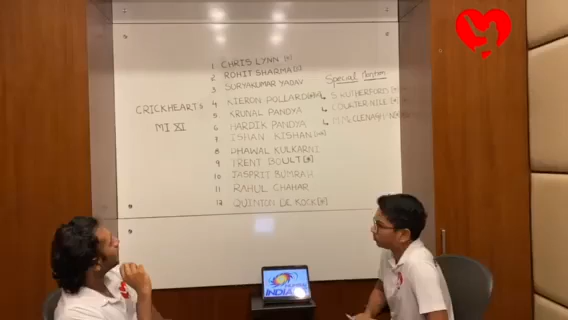 1 CHRIS LYNN [*]
2 ROHIT SHARMA [c]
3 SURYAKUMAR YADAV
4 KIERON POLLARD
5 KRUNAL PANDYA
6 HARDIK PANDYA
7 ISHAN KISHAN
8 DHAWAL KULKARNI
9 TRENT BOULT [*]
10 JASPRIT BUMRAH
11 RAHUL CHAHAR
12 QUINTON DE KOCK [*]
CRICKHEARTS
MI XI
Special Mention
S RUTHERFORD
COULTER NILE
M.MCCLENAGHAN
INDIANS